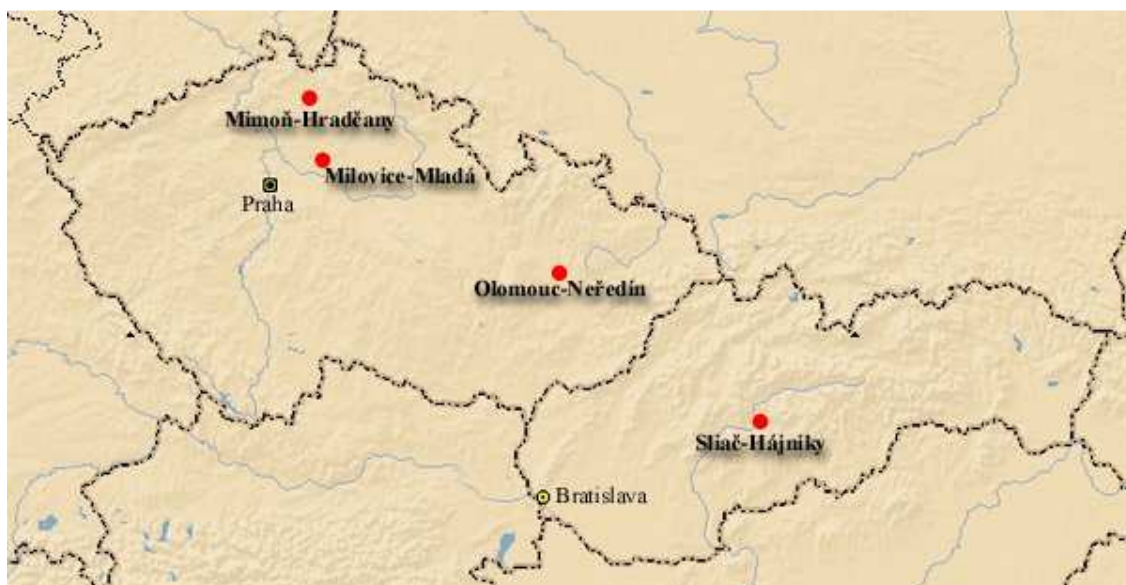 Mimoň-Hradčany
Milovice-Mladá
Praha
Olomouc-Neředín
Sliač-Hájniky
Bratislava